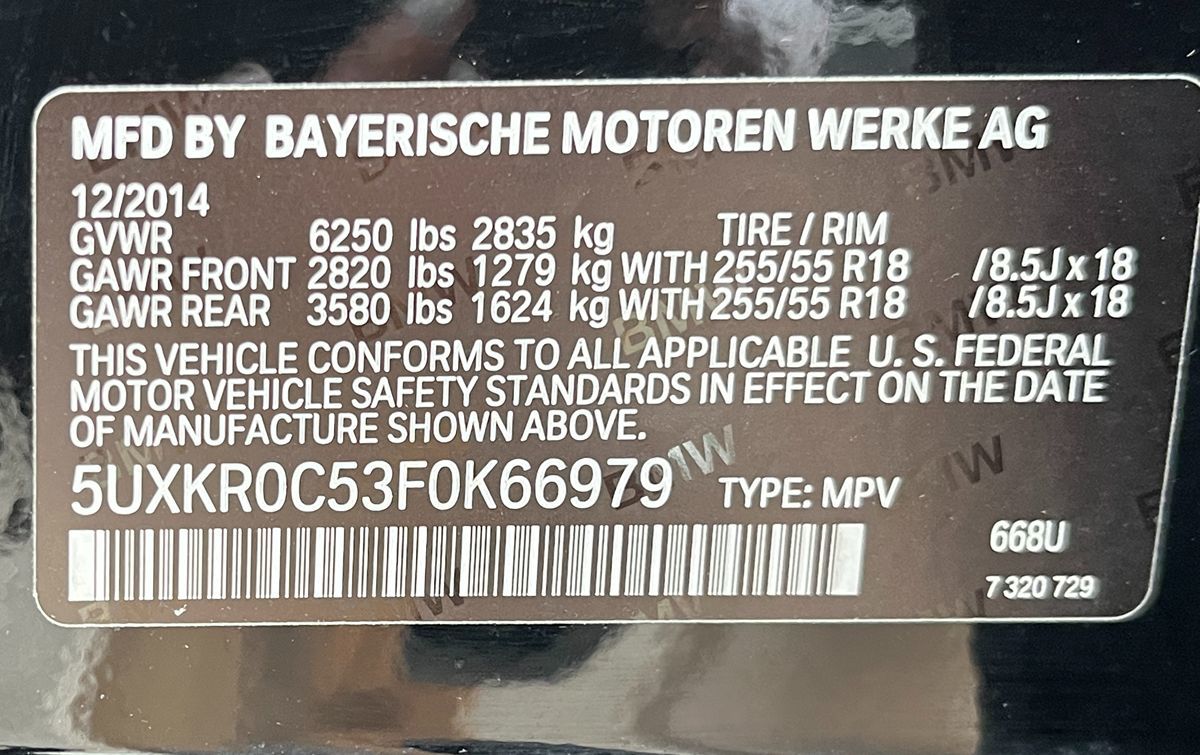 MFD BY BAYERISCHE MOTOREN WERKE AG
12/2014
GVWR 6250 lbs 2835 kg TIRE / RIM
GAWR FRONT 2820 lbs 1279 kg WITH 255/55 R18 /8.5J x 18
GAWR REAR 3580 lbs 1624 kg WITH 255/55 R18 /8.5J x 18
THIS VEHICLE CONFORMS TO ALL APPLICABLE U. S. FEDERAL
MOTOR VEHICLE SAFETY STANDARDS IN EFFECT ON THE DATE
OF MANUFACTURE SHOWN ABOVE.
5UXKR0C53F0K66979 TYPE: MPV
668U
7 320 729